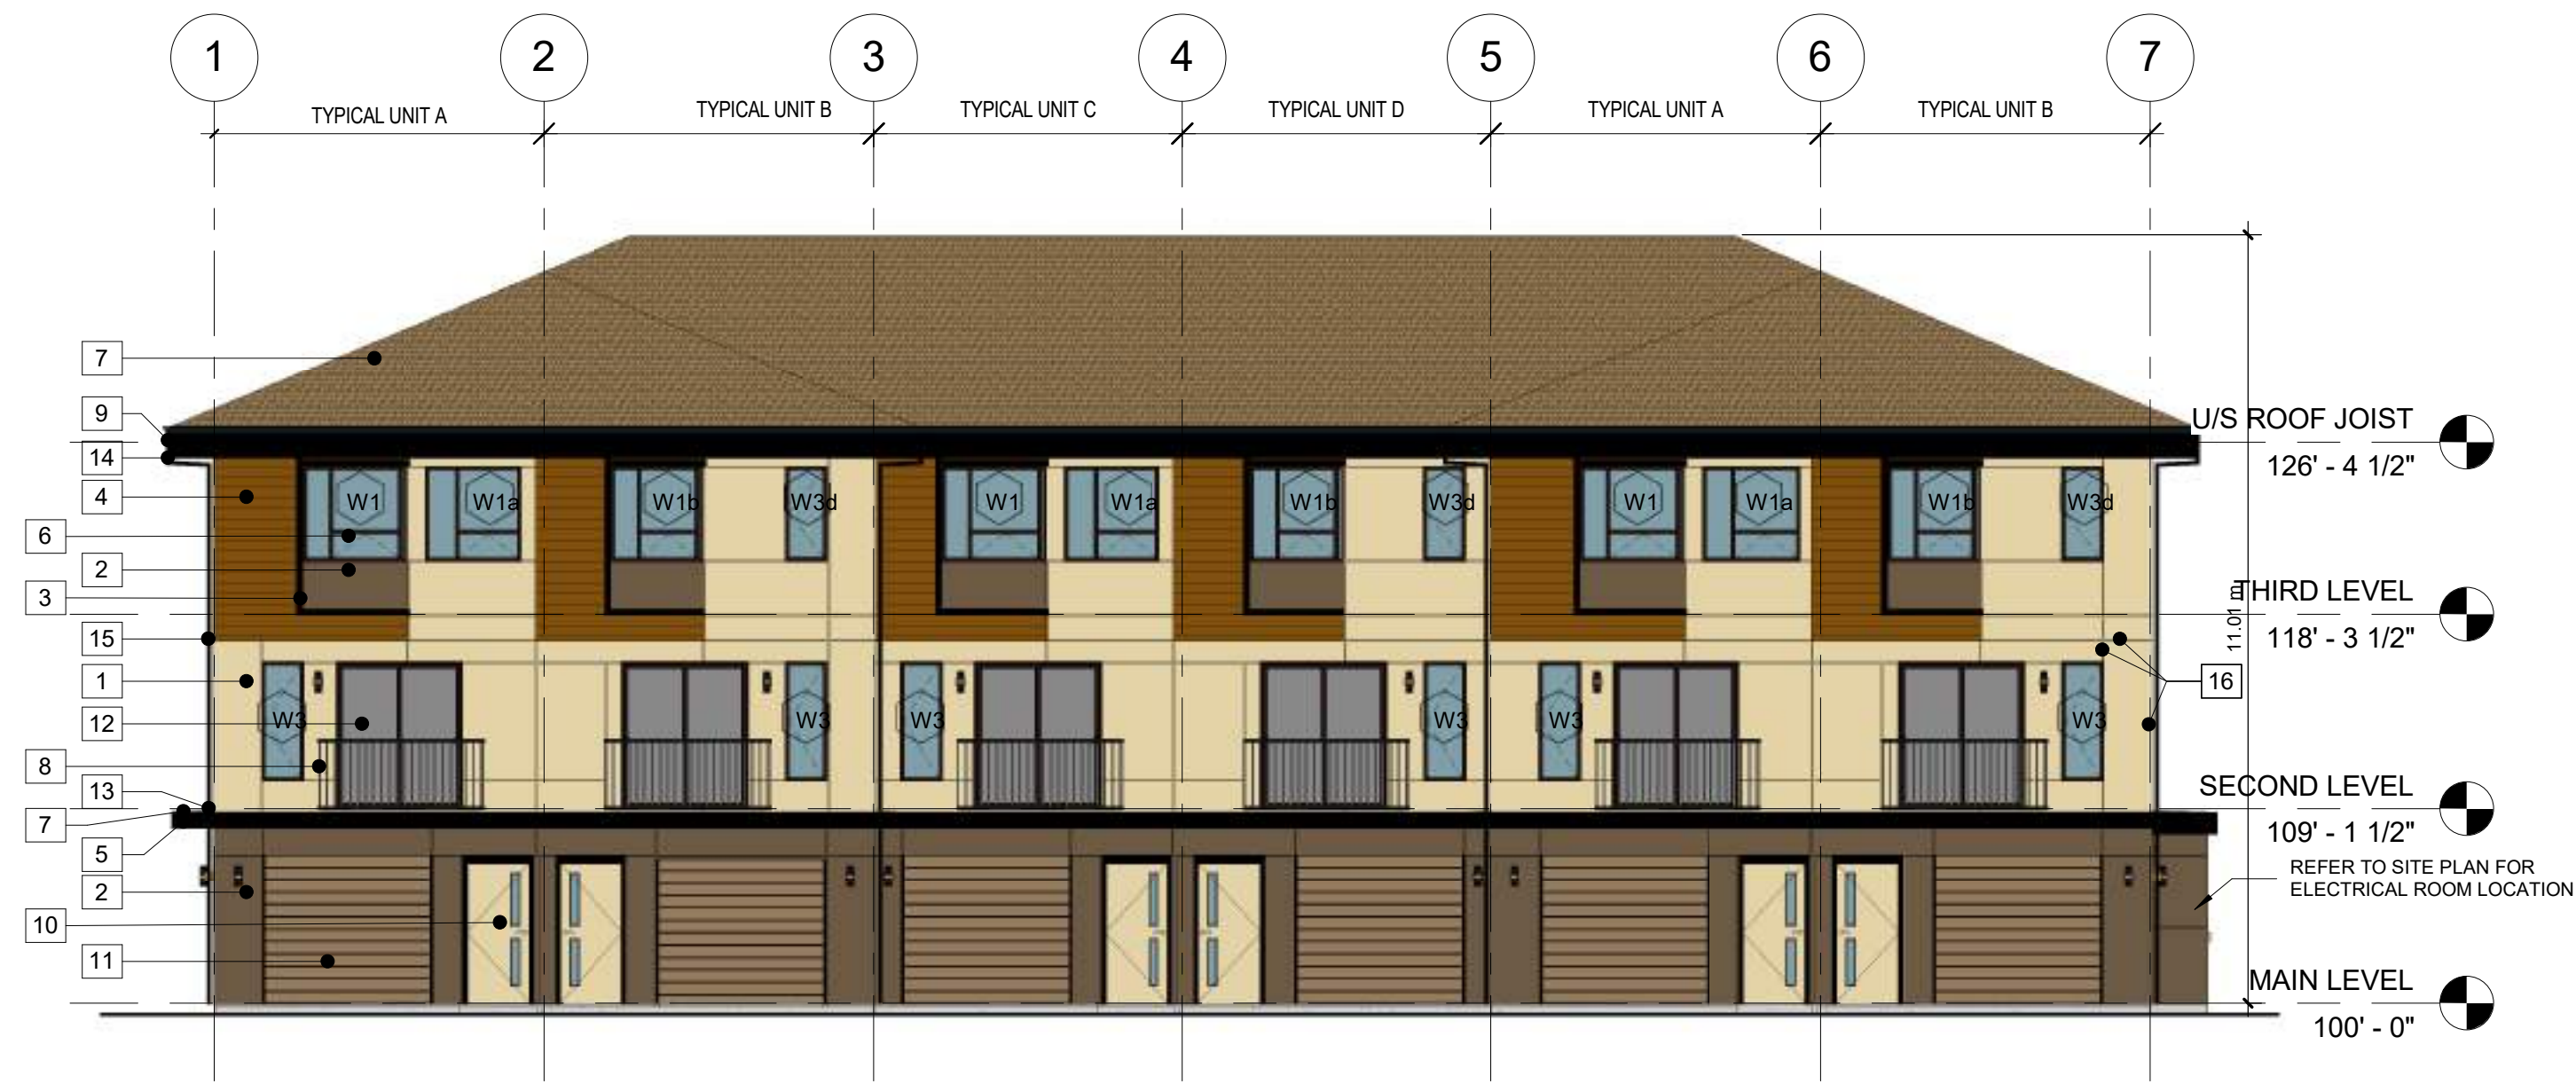 1 2 3 4 5 6 7
TYPICAL UNIT A TYPICAL UNIT B TYPICAL UNIT C TYPICAL UNIT D TYPICAL UNIT A TYPICAL UNIT B
7
9
U/S ROOF JOIST
14
126' - 4 1/2"
4
W1 W1a W1b W3d W1 W1a W1b W3d W1 W1a W1b W3d
6
2
3
THIRD LEVEL
11.01 m
15
118' - 3 1/2"
1
16
12
W3 W3 W3 W3 W3 W3
8
13
SECOND LEVEL
7
109' - 1 1/2"
5
REFER TO SITE PLAN FOR
ELECTRICAL ROOM LOCATION
2
10
11
MAIN LEVEL
100' - 0"